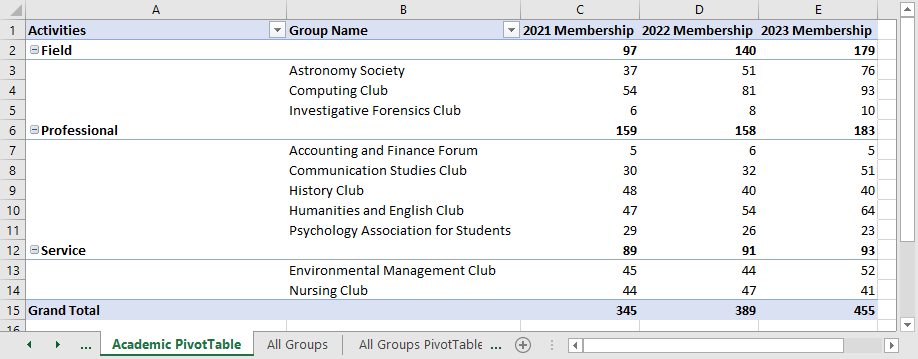 A B C D E
1 Activities Group Name 2021 Membership 2022 Membership 2023 Membership
2 Field 97 140 179
3 Astronomy Society 37 51 76
4 Computing Club 54 81 93
5 Investigative Forensics Club 6 8 10
6 Professional 159 158 183
7 Accounting and Finance Forum 5 6 5
8 Communication Studies Club 30 32 51
9 History Club 48 40 40
10 Humanities and English Club 47 54 64
11 Psychology Association for Students 29 26 23
12 Service 89 91 93
13 Environmental Management Club 45 44 52
14 Nursing Club 44 47 41
15 Grand Total 345 389 455
16
... Academic PivotTable All Groups All Groups PivotTable ...